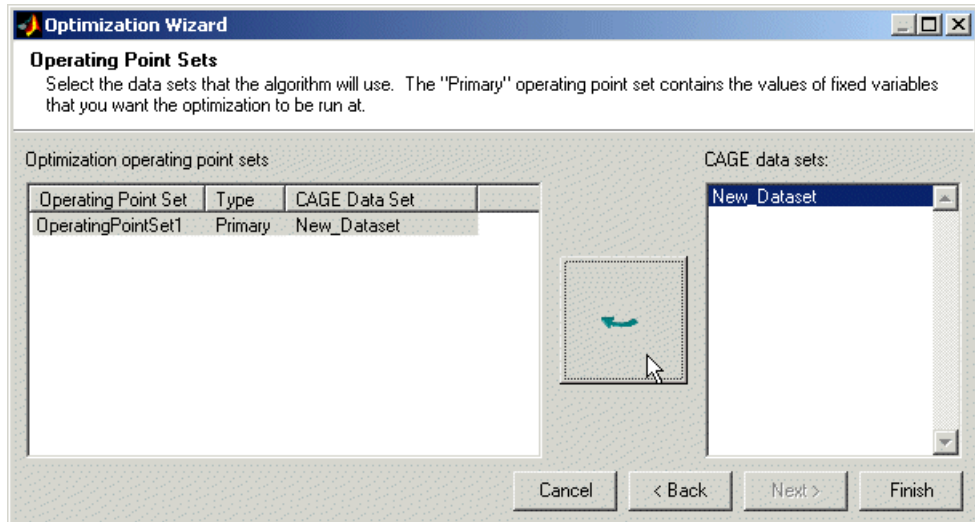 Optimization Wizard
Operating Point Sets
Select the data sets that the algorithm will use. The "Primary" operating point set contains the values of fixed variables
that you want the optimization to be run at.
Optimization operating point sets
CAGE data sets:
Operating Point Set Type CAGE Data Set
OperatingPointSet1 Primary New_Dataset
New_Dataset
Cancel < Back Next > Finish